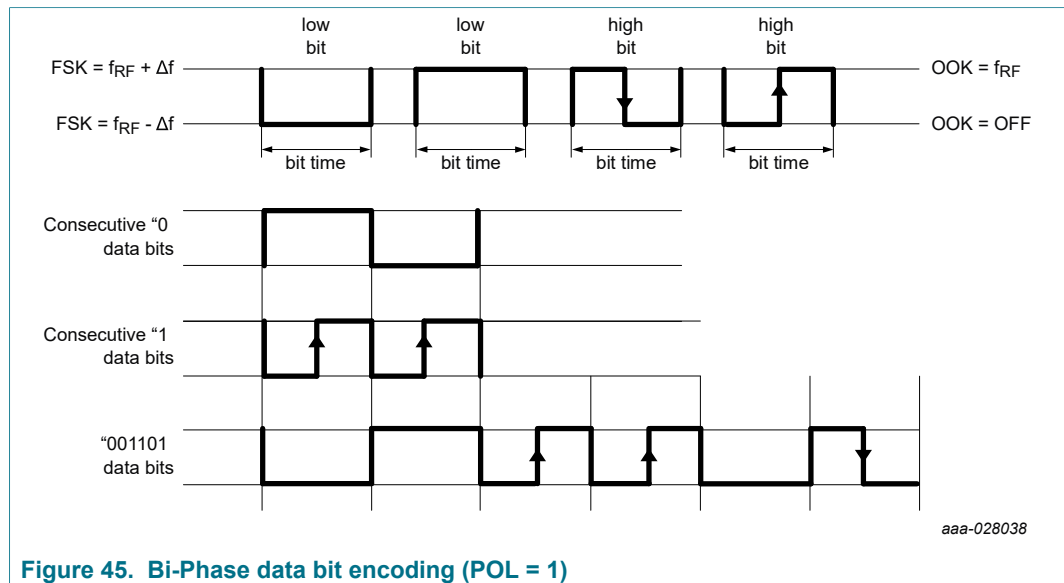 low
bit
low
bit
high
bit
high
bit
FSK = fRF + Δf
OOK = fRF
FSK = fRF - Δf
OOK = OFF
bit time
bit time
bit time
bit time
Consecutive “0
data bits
Consecutive “1
data bits
“001101
data bits
aaa-028038
Figure 45. Bi-Phase data bit encoding (POL = 1)